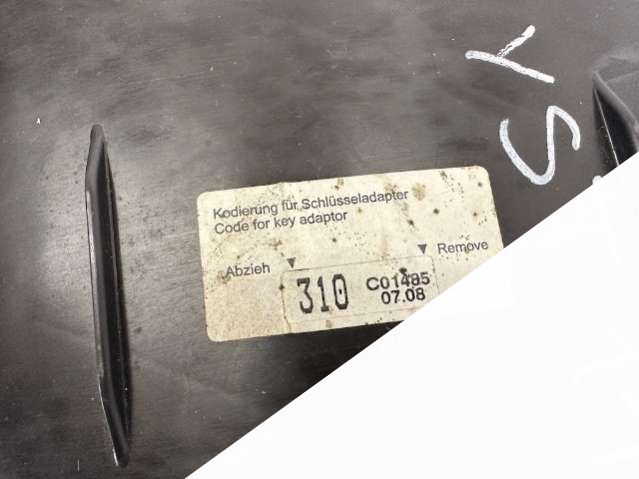 Kodierung für Schlüsseladapter
Code for key adaptor
Abzieh
Remove
310
C01485
07.08